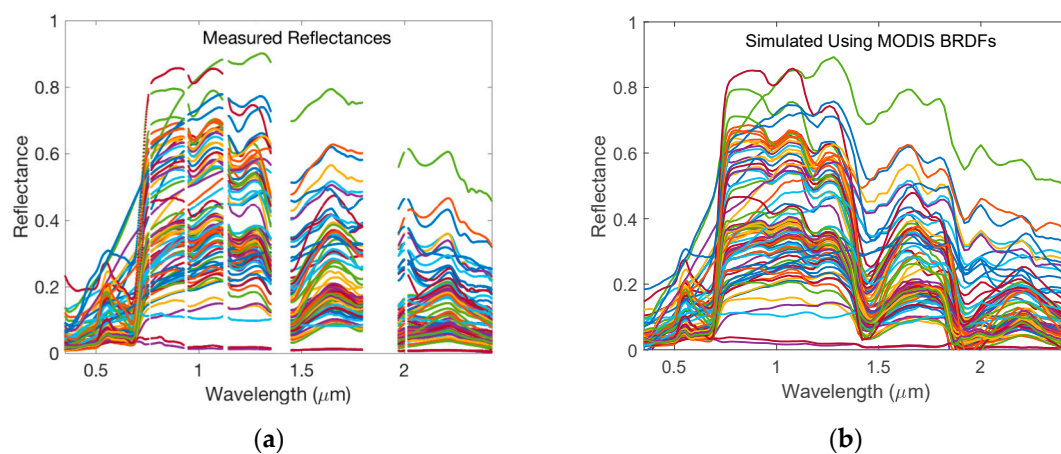 Measured Reflectances
Reflectance
1
0.8
0.6
0.4
0.2
0
0.5
1
1.5
2
Wavelength (μm)
(a)
Simulated Using MODIS BRDFs
Reflectance
1
0.8
0.6
0.4
0.2
0
0.5
1
1.5
2
Wavelength (μm)
(b)